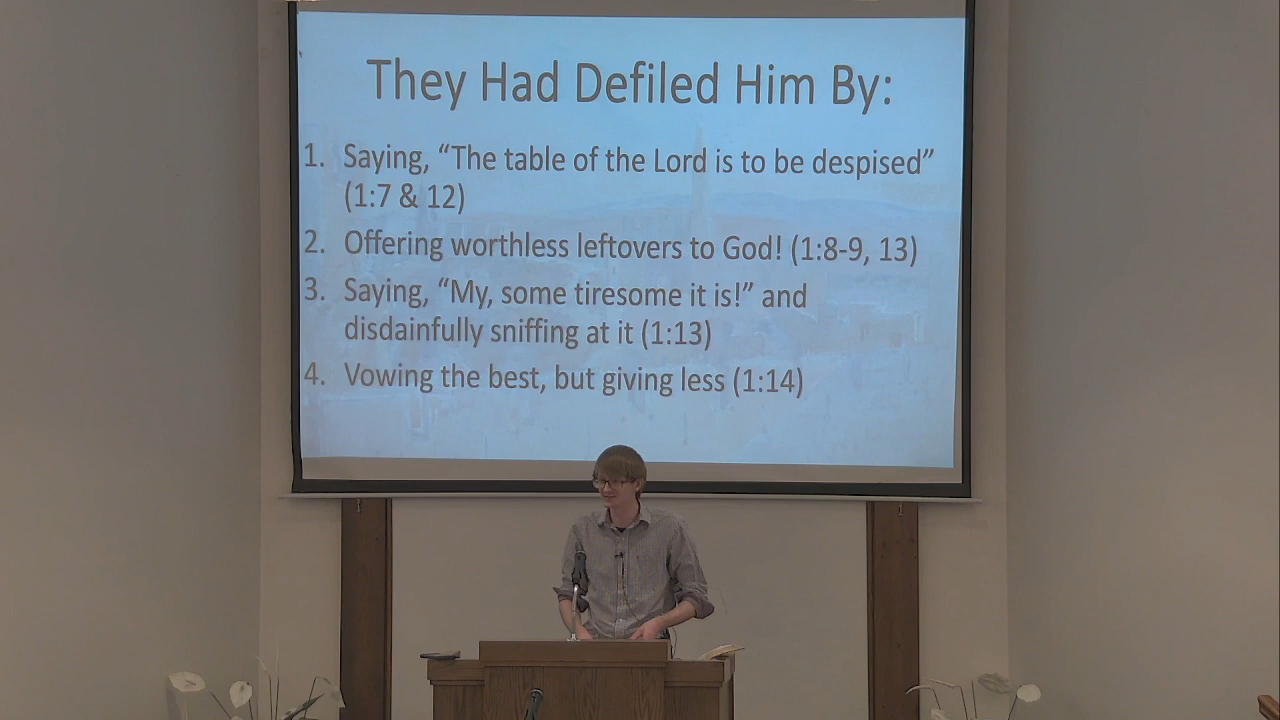 They Had Defiled Him By:
1. Saying, “The table of the Lord is to be despised”
(1:7 & 12)
2. Offering worthless leftovers to God! (1:8-9, 13)
3. Saying, “My, some tiresome it is!” and
disdainfully sniffing at it (1:13)
4. Vowing the best, but giving less (1:14)